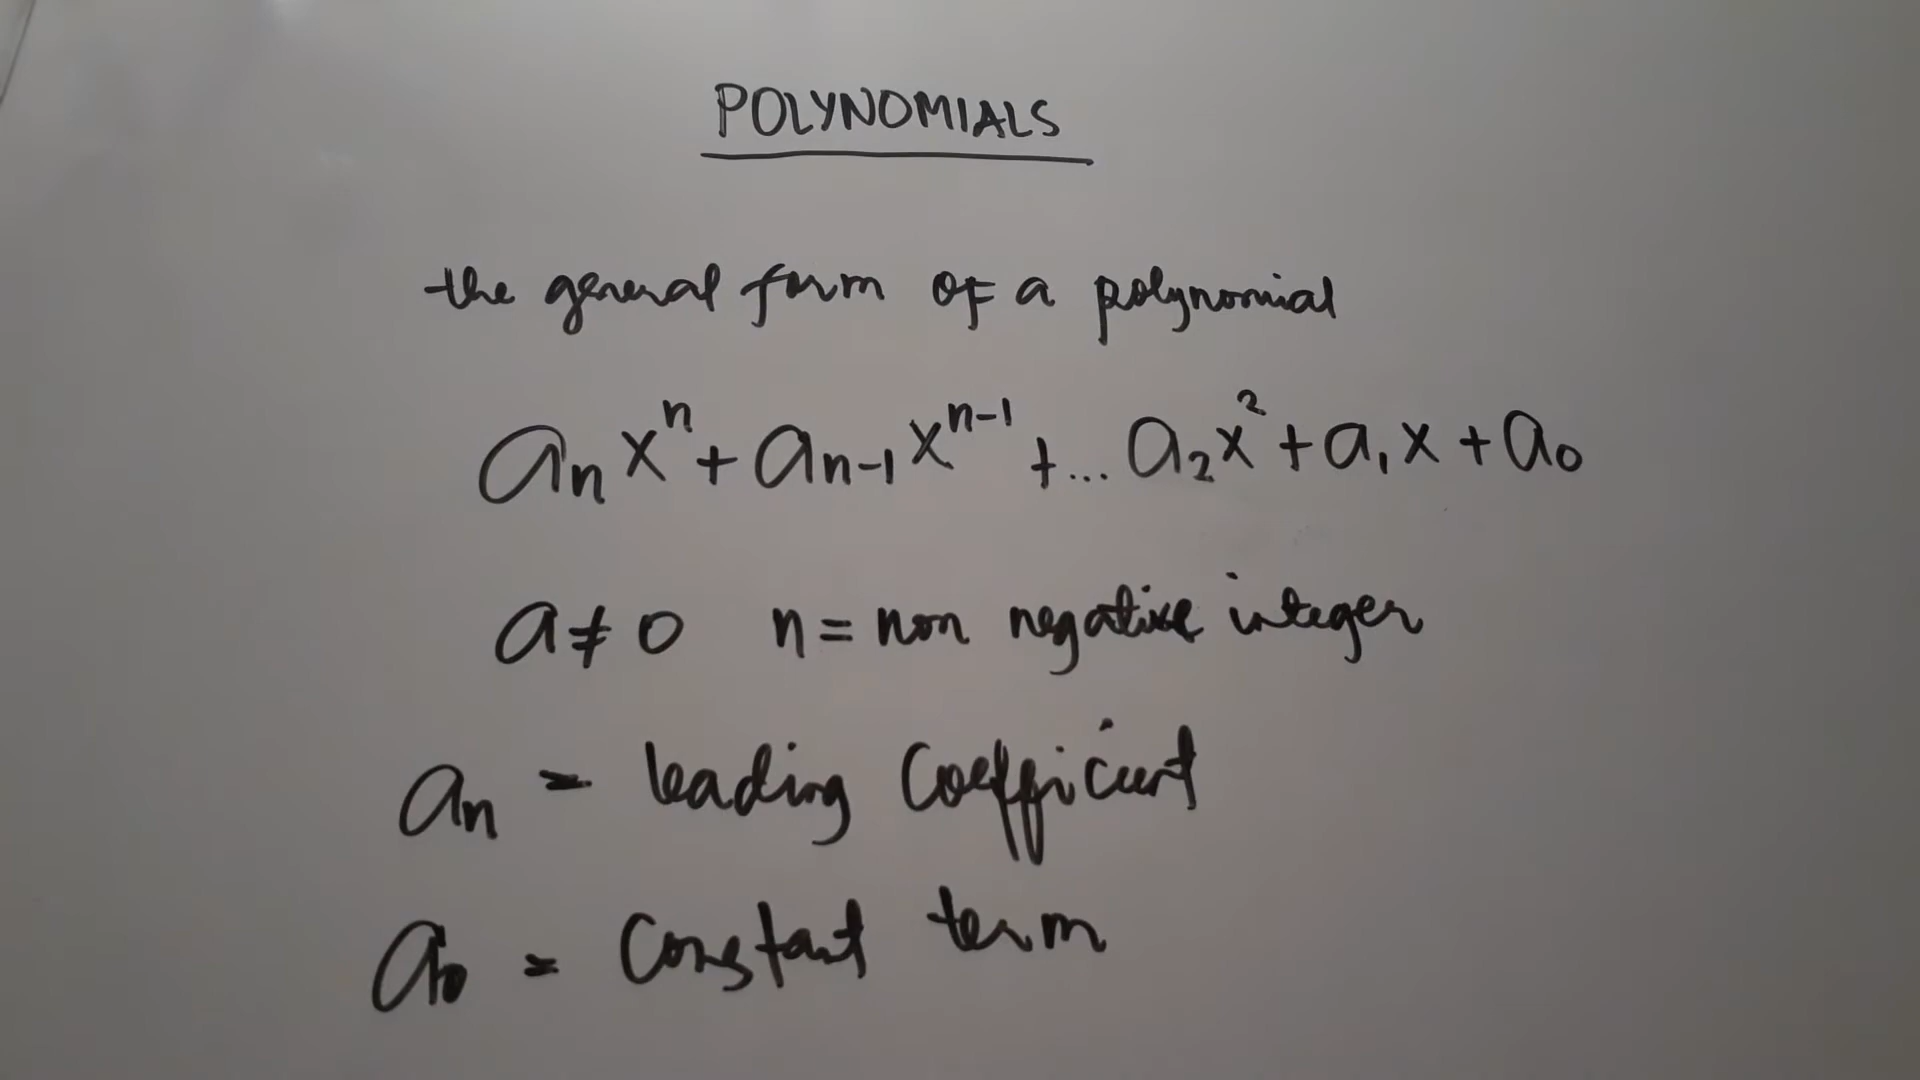 POLYNOMIALS
the general form of a polynomial
aₙxⁿ + aₙ₋₁xⁿ⁻¹ + ... a₂x² + a₁x + a₀
a ≠ 0 n = non negative integer
aₙ = leading Coefficient
a₀ = Constant term